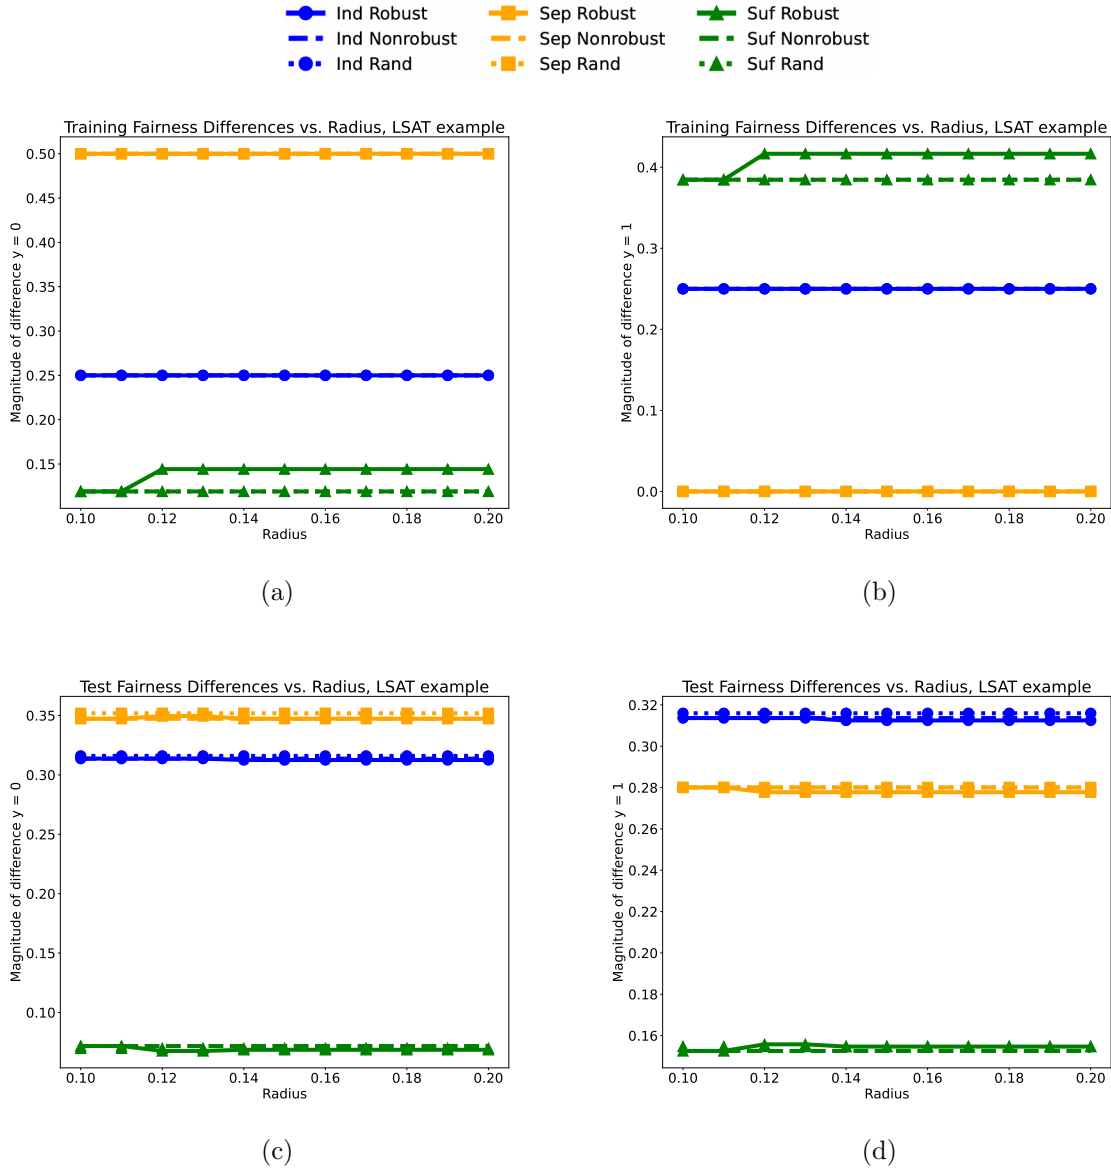 Ind Robust
Sep Robust
Suf Robust
Ind Nonrobust
Sep Nonrobust
Suf Nonrobust
Ind Rand
Sep Rand
Suf Rand
Training Fairness Differences vs. Radius, LSAT example
Magnitude of difference y = 0
0.50
0.45
0.40
0.35
0.30
0.25
0.20
0.15
0.10 0.12 0.14 0.16 0.18 0.20
Radius
(a)
Training Fairness Differences vs. Radius, LSAT example
Magnitude of difference y = 1
0.4
0.3
0.2
0.1
0.0
0.10 0.12 0.14 0.16 0.18 0.20
Radius
(b)
Test Fairness Differences vs. Radius, LSAT example
Magnitude of difference y = 0
0.35
0.30
0.25
0.20
0.15
0.10
0.10 0.12 0.14 0.16 0.18 0.20
Radius
(c)
Test Fairness Differences vs. Radius, LSAT example
Magnitude of difference y = 1
0.32
0.30
0.28
0.26
0.24
0.22
0.20
0.18
0.16
0.10 0.12 0.14 0.16 0.18 0.20
Radius
(d)